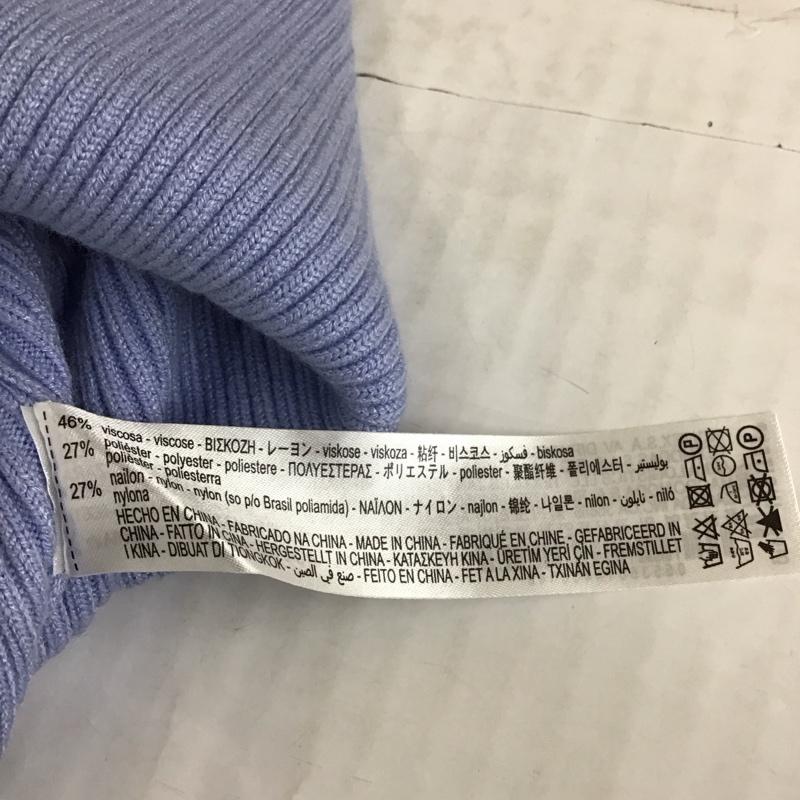 46% viscosa - viscose - ΒΙΣΚΟΖΗ - レーヨン - viskose - viskoza - 粘纤 - 비스코스 - فسكوز - biskosa
27% poliéster - polyester - poliestere - ΠΟΛΥΕΣΤΕΡΑΣ - ポリエステル - poliester - 聚酯纤维 - 폴리에스터 - بوليستير
poliester - poliesterra
27% nailon - nylon - nylon (so p/o Brasil poliamida) - ΝΑΪΛΟΝ - ナイロン - najlon - 锦纶 - 나일론 - nilon - نايلون - niló
nylona
HECHO EN CHINA - FABRICADO NA CHINA - MADE IN CHINA - FABRIQUÉ EN CHINE - GEFABRICEERD IN
CHINA - FATTO IN CINA - HERGESTELLT IN CHINA - ΚΑΤΑΣΚΕΥΗ ΚΙΝΑ - ÜRETİM YERİ ÇİN - FREMSTILLET
I KINA - DIBUAT DI TIONGKOK - صنع في الصين - FEITO EN CHINA - FET A LA XINA - TXINAN EGINA
P
P